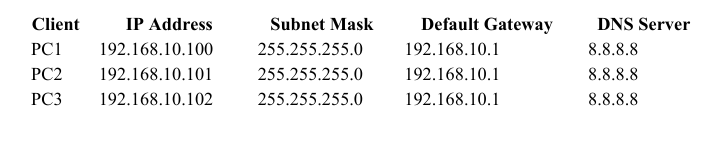 Client IP Address Subnet Mask Default Gateway DNS Server
PC1 192.168.10.100 255.255.255.0 192.168.10.1 8.8.8.8
PC2 192.168.10.101 255.255.255.0 192.168.10.1 8.8.8.8
PC3 192.168.10.102 255.255.255.0 192.168.10.1 8.8.8.8